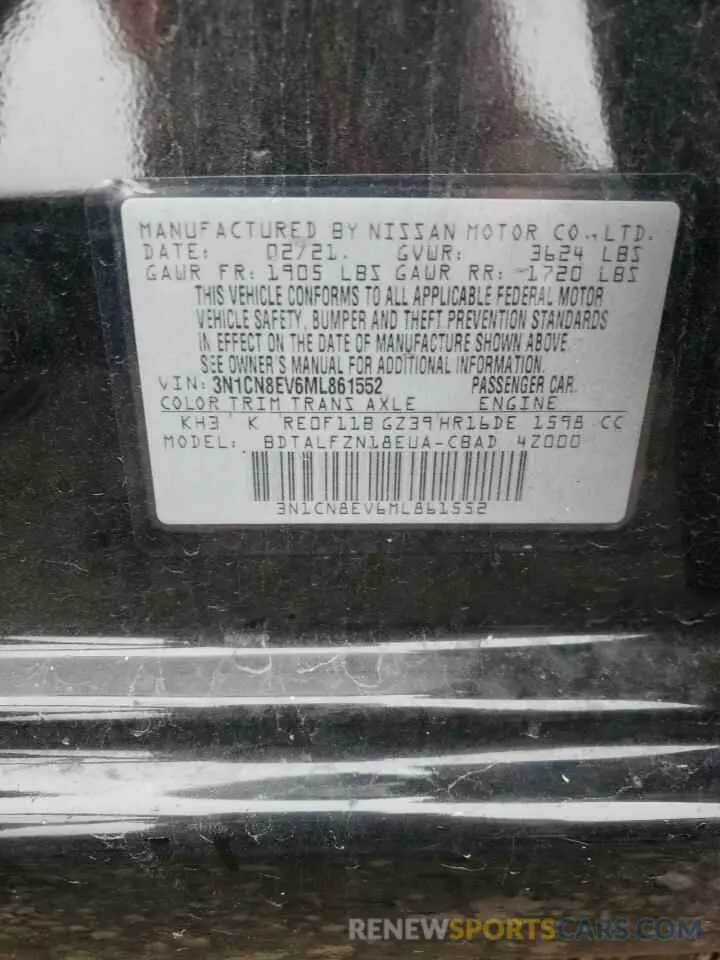 MANUFACTURED BY NISSAN MOTOR CO.,LTD.
DATE: 02/21. GVWR: 3624 LBS
GAWR FR: 1905 LBS GAWR RR: 1720 LBS
THIS VEHICLE CONFORMS TO ALL APPLICABLE FEDERAL MOTOR
VEHICLE SAFETY, BUMPER AND THEFT PREVENTION STANDARDS
IN EFFECT ON THE DATE OF MANUFACTURE SHOWN ABOVE.
SEE OWNER'S MANUAL FOR ADDITIONAL INFORMATION.
VIN: 3N1CN8EV6ML861552 PASSENGER CAR
COLOR TRIM TRANS AXLE ENGINE
KH3 K RE0F11B GZ39 HR16DE 1598 CC
MODEL: BDTALFZN18EUA-CBAD 4Z000
3N1CN8EV6ML861552
RENEWSPORTSCARS.COM